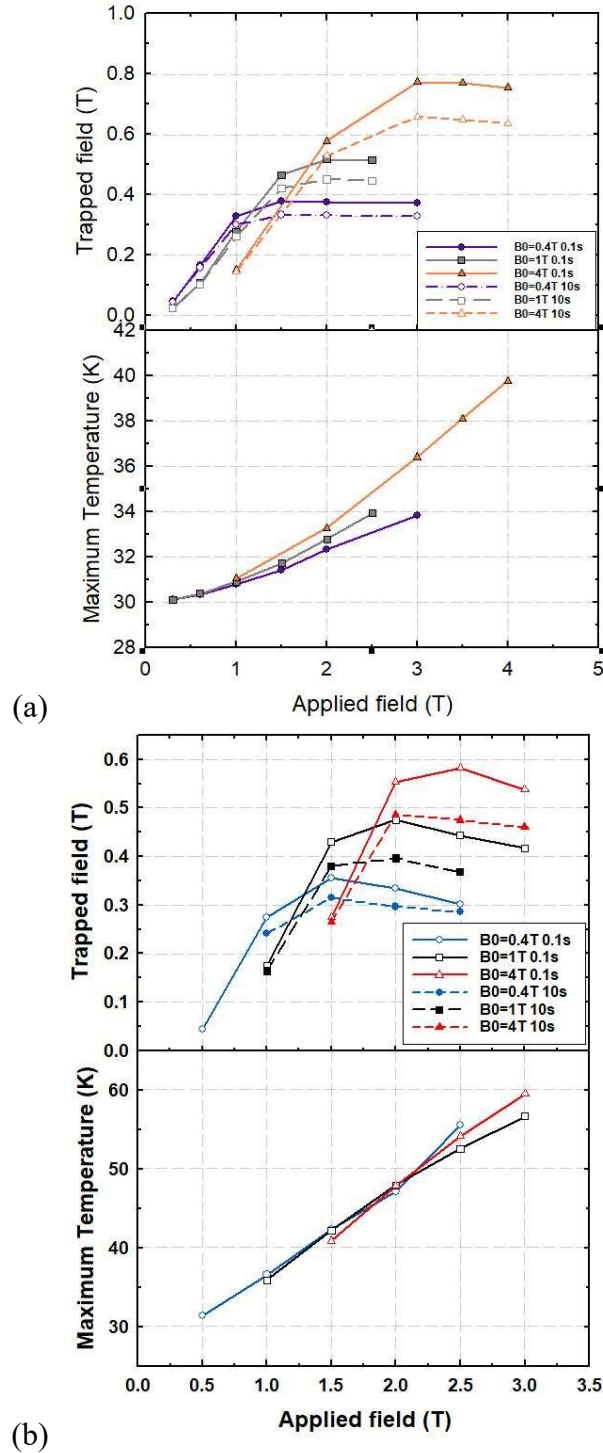 1.0
0.8
0.6
0.4
0.2
0.0
Trapped field (T)
B0=0.4T 0.1s
B0=1T 0.1s
B0=4T 0.1s
B0=0.4T 10s
B0=1T 10s
B0=4T 10s
42
40
38
36
34
32
30
28
Maximum Temperature (K)
0 1 2 3 4 5
Applied field (T)
(a)
0.6
0.5
0.4
0.3
0.2
0.1
0.0
Trapped field (T)
B0=0.4T 0.1s
B0=1T 0.1s
B0=4T 0.1s
B0=0.4T 10s
B0=1T 10s
B0=4T 10s
60
50
40
30
Maximum Temperature (K)
0.0 0.5 1.0 1.5 2.0 2.5 3.0 3.5
Applied field (T)
(b)